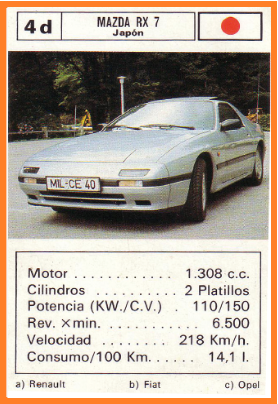 4d
MAZDA RX 7
Japón
MIL-CE 40
Motor ........... 1.308 c.c.
Cilindros ......... 2 Platillos
Potencia (KW./C.V.) . 110/150
Rev. × min. .......... 6.500
Velocidad ....... 218 Km/h.
Consumo/100 Km. ..... 14,1 l.
a) Renault b) Fiat c) Opel